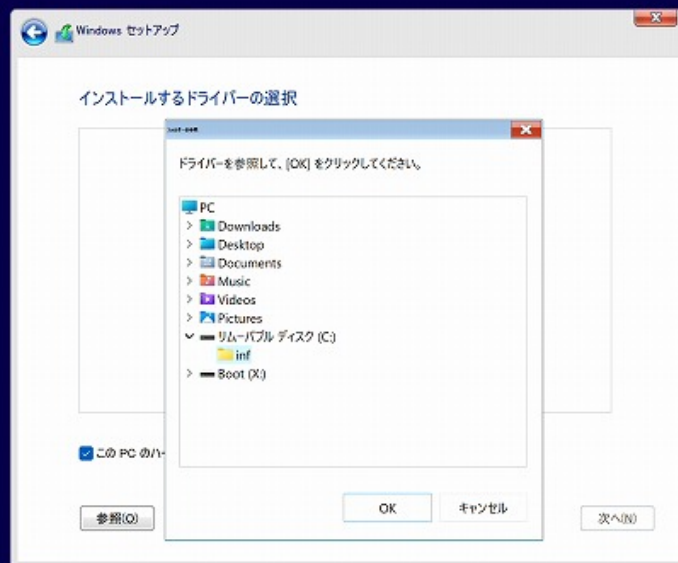 Windows セットアップ
インストールするドライバーの選択
ドライバーを参照して、[OK] をクリックしてください。
PC
Downloads
Desktop
Documents
Music
Videos
Pictures
リムーバブル ディスク (C:)
inf
Boot (X:)
このPC のハー
OK
キャンセル
参照(O)
次へ(N)